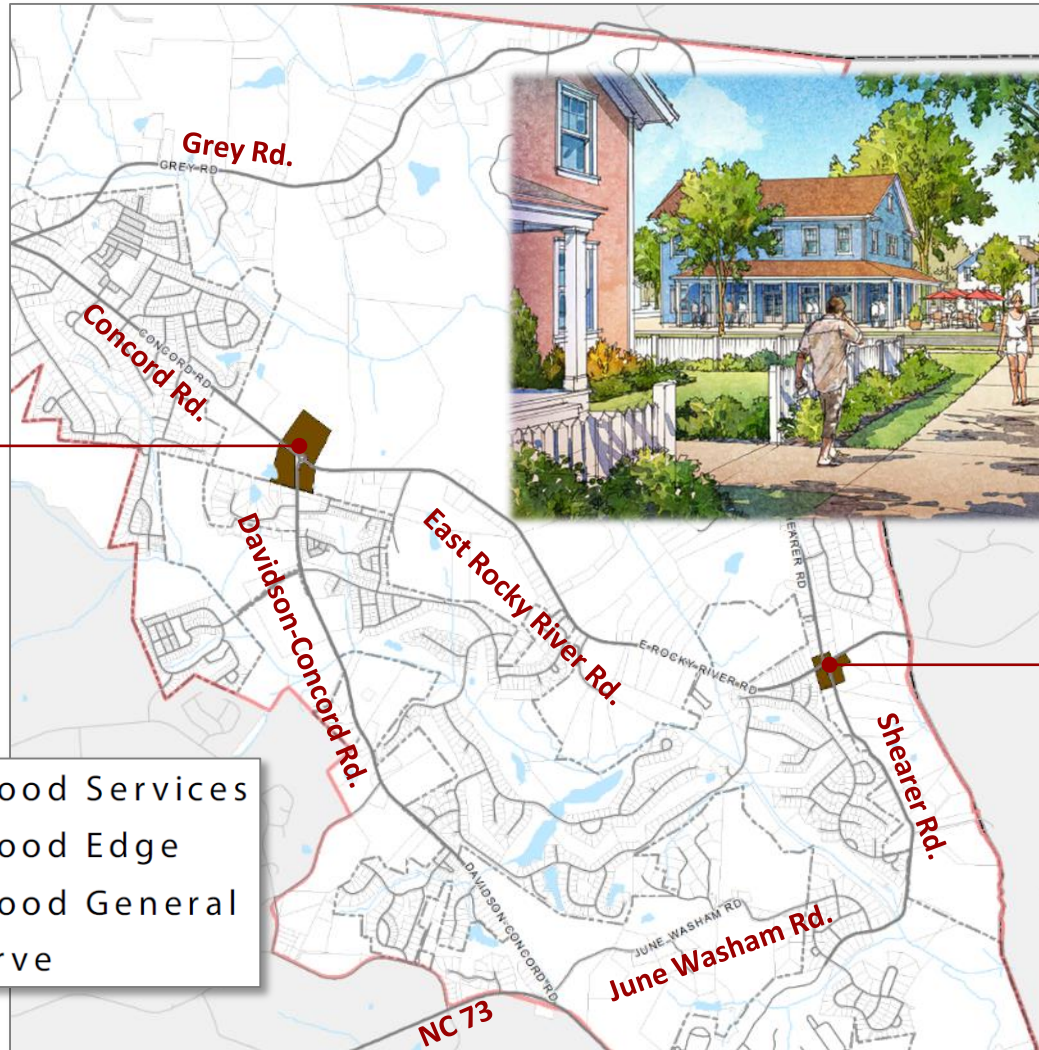 Grey Rd.
GREY RD
Concord Rd.
CONCORD RD
Davidson-Concord Rd.
East Rocky River Rd.
EARER RD
E ROCKY RIVER RD
Shearer Rd.
ood Services
ood Edge
ood General
rve
DAVIDSON-CONCORD RD
JUNE WASHAM RD
June Washam Rd.
NC 73